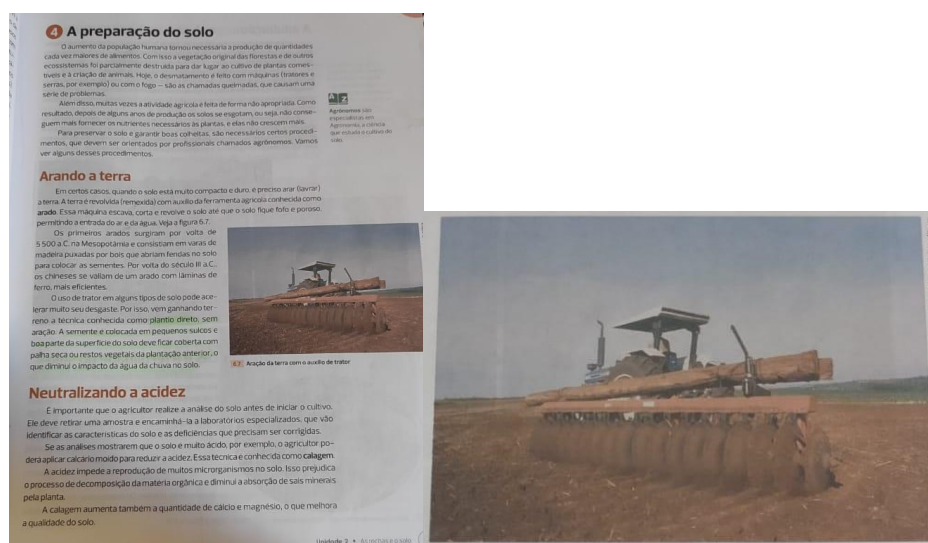 4 A preparação do solo
O aumento da população humana tornou necessária a produção de quantidades
cada vez maiores de alimentos. Com isso a vegetação original das florestas e de outros
ecossistemas foi parcialmente destruída para dar lugar ao cultivo de plantas comes-
tíveis e à criação de animais. Hoje, o desmatamento é feito com máquinas (tratores e
serras, por exemplo) ou com o fogo — são as chamadas queimadas, que causam uma
série de problemas.
Além disso, muitas vezes a atividade agrícola é feita de forma não apropriada. Como
resultado, depois de alguns anos de produção os solos se esgotam, ou seja, não conse-
guem mais fornecer os nutrientes necessários às plantas, e elas não crescem mais.
Para preservar o solo e garantir boas colheitas, são necessários certos procedi-
mentos, que devem ser orientados por profissionais chamados agrônomos. Vamos
ver alguns desses procedimentos.
Agrônomos são
especialistas em
Agronomia, a ciência
que estuda o cultivo do
solo.
Arando a terra
Em certos casos, quando o solo está muito compacto e duro, é preciso arar (lavrar)
a terra. A terra é revolvida (remexida) com auxílio da ferramenta agrícola conhecida como
arado. Essa máquina escava, corta e revolve o solo até que o solo fique fofo e poroso,
permitindo a entrada do ar e da água. Veja a figura 6.7.
Os primeiros arados surgiram por volta de
5 500 a.C. na Mesopotâmia e consistiam em varas de
madeira puxadas por bois que abriam fendas no solo
para colocar as sementes. Por volta do século III a.C.,
os chineses se valiam de um arado com lâminas de
ferro, mais eficientes.
O uso de trator em alguns tipos de solo pode ace-
lerar muito seu desgaste. Por isso, vem ganhando ter-
reno a técnica conhecida como plantio direto, sem
aração. A semente é colocada em pequenos sulcos e
boa parte da superfície do solo deve ficar coberta com
palha seca ou restos vegetais da plantação anterior, o
que diminui o impacto da água da chuva no solo.
6.7 Aração da terra com o auxílio de trator
Neutralizando a acidez
É importante que o agricultor realize a análise do solo antes de iniciar o cultivo.
Ele deve retirar uma amostra e encaminhá-la a laboratórios especializados, que vão
identificar as características do solo e as deficiências que precisam ser corrigidas.
Se as análises mostrarem que o solo é muito ácido, por exemplo, o agricultor po-
derá aplicar calcário moído para reduzir a acidez. Essa técnica é conhecida como calagem.
A acidez impede a reprodução de muitos microrganismos no solo. Isso prejudica
o processo de decomposição da matéria orgânica e diminui a absorção de sais minerais
pela planta.
A calagem aumenta também a quantidade de cálcio e magnésio, o que melhora
a qualidade do solo.
Unidade 2 • As rochas e o solo